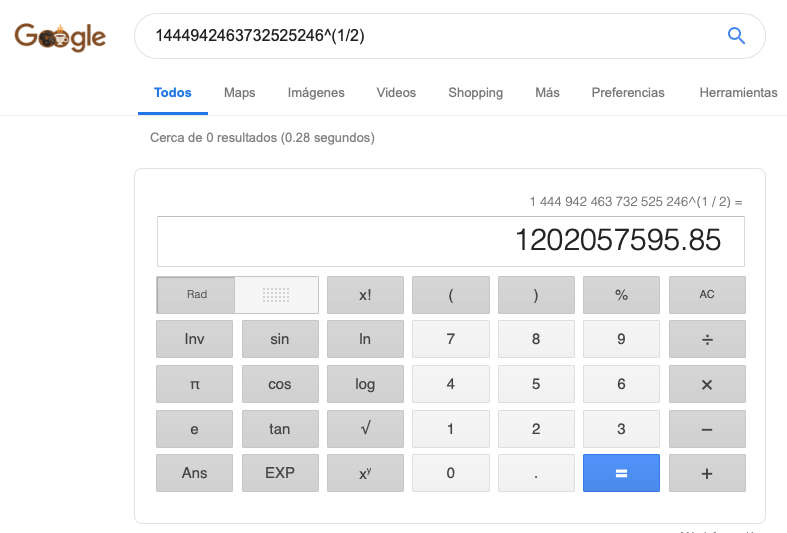 Google
1444942463732525246^(1/2)
Todos Maps Imágenes Videos Shopping Más Preferencias Herramientas
Cerca de 0 resultados (0.28 segundos)
1 444 942 463 732 525 246^(1 / 2) =
1202057595.85
Rad x! ( ) % AC
Inv sin ln 7 8 9 ÷
π cos log 4 5 6 ×
e tan √ 1 2 3 −
Ans EXP xʸ 0 . = +